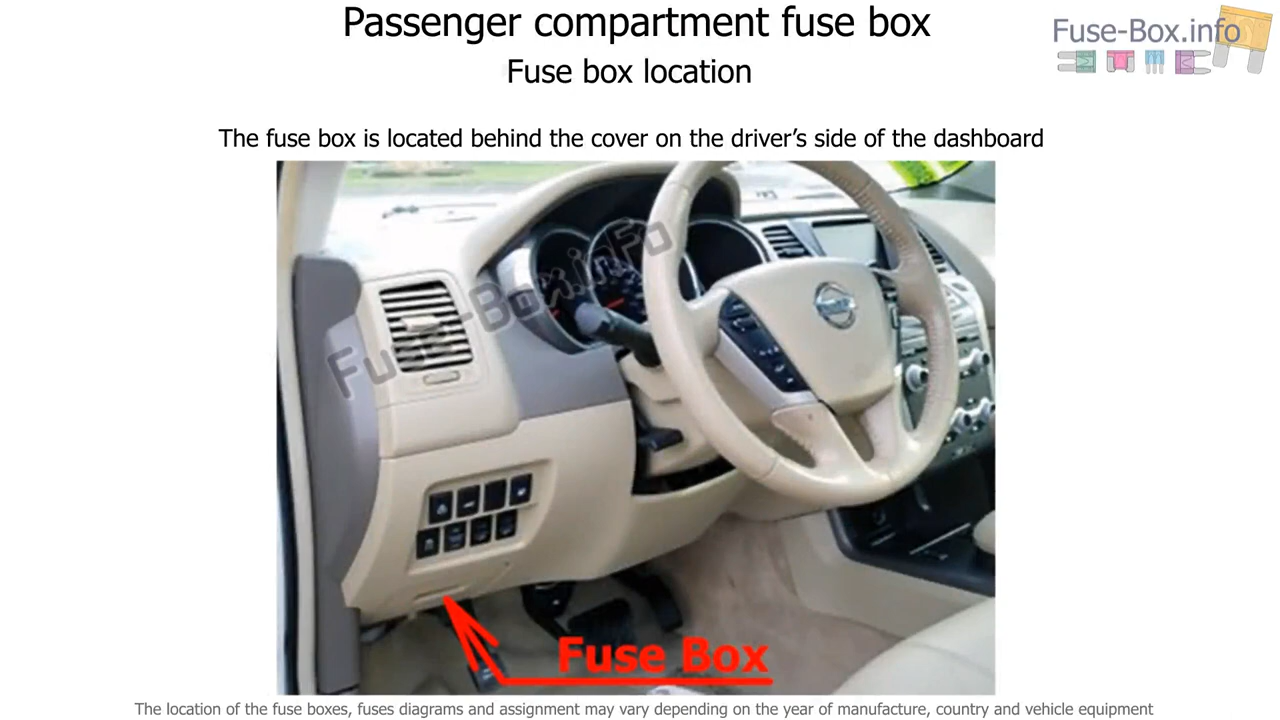 Passenger compartment fuse box
Fuse-Box.info
Fuse box location
The fuse box is located behind the cover on the driver’s side of the dashboard
Fuse-Box.inFo
Fuse Box
The location of the fuse boxes, fuses diagrams and assignment may vary depending on the year of manufacture, country and vehicle equipment